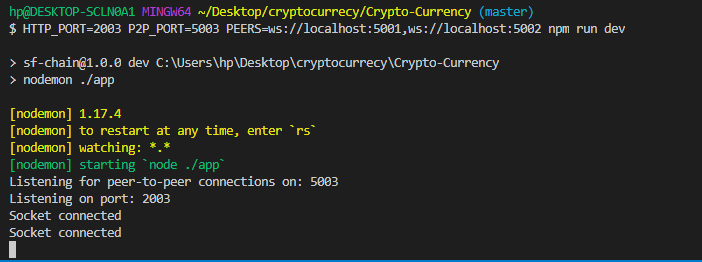 hp@DESKTOP-SCLN0A1 MINGW64 ~/Desktop/cryptocurrecy/Crypto-Currency (master)
$ HTTP_PORT=2003 P2P_PORT=5003 PEERS=ws://localhost:5001,ws://localhost:5002 npm run dev
> sf-chain@1.0.0 dev C:\Users\hp\Desktop\cryptocurrecy\Crypto-Currency
> nodemon ./app
[nodemon] 1.17.4
[nodemon] to restart at any time, enter `rs`
[nodemon] watching: *.*
[nodemon] starting `node ./app`
Listening for peer-to-peer connections on: 5003
Listening on port: 2003
Socket connected
Socket connected